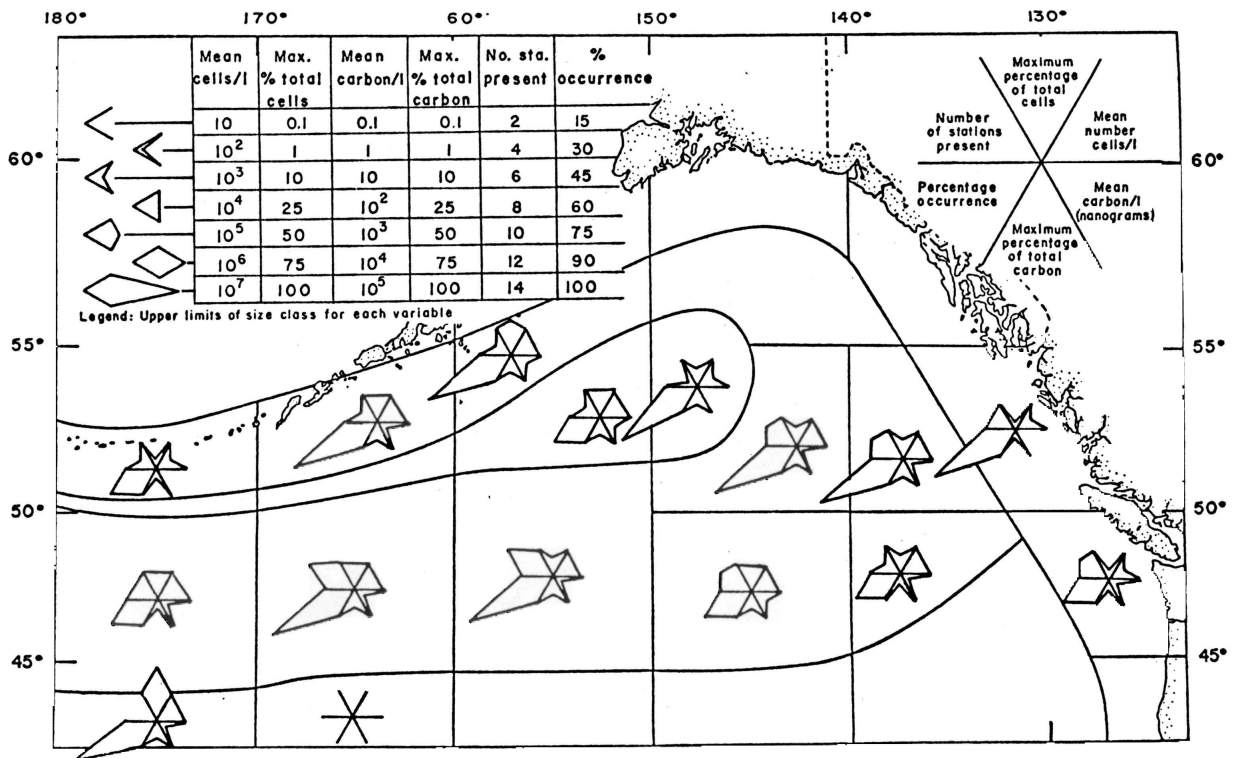 180° 170° 60° 150° 140° 130°
Mean cells/l Max. % total cells Mean carbon/l Max. % total carbon No. sta. present % occurrence
10 0.1 0.1 0.1 2 15
10² 1 1 1 4 30
10³ 10 10 10 6 45
10⁴ 25 10² 25 8 60
10⁵ 50 10³ 50 10 75
10⁶ 75 10⁴ 75 12 90
10⁷ 100 10⁵ 100 14 100
Legend: Upper limits of size class for each variable
Maximum
percentage
of total
cells
Number
of stations
present
Mean
number
cells/l
Percentage
occurrence
Mean
carbon/l
(nanograms)
Maximum
percentage
of total
carbon
60° 60°
55° 55°
50° 50°
45° 45°